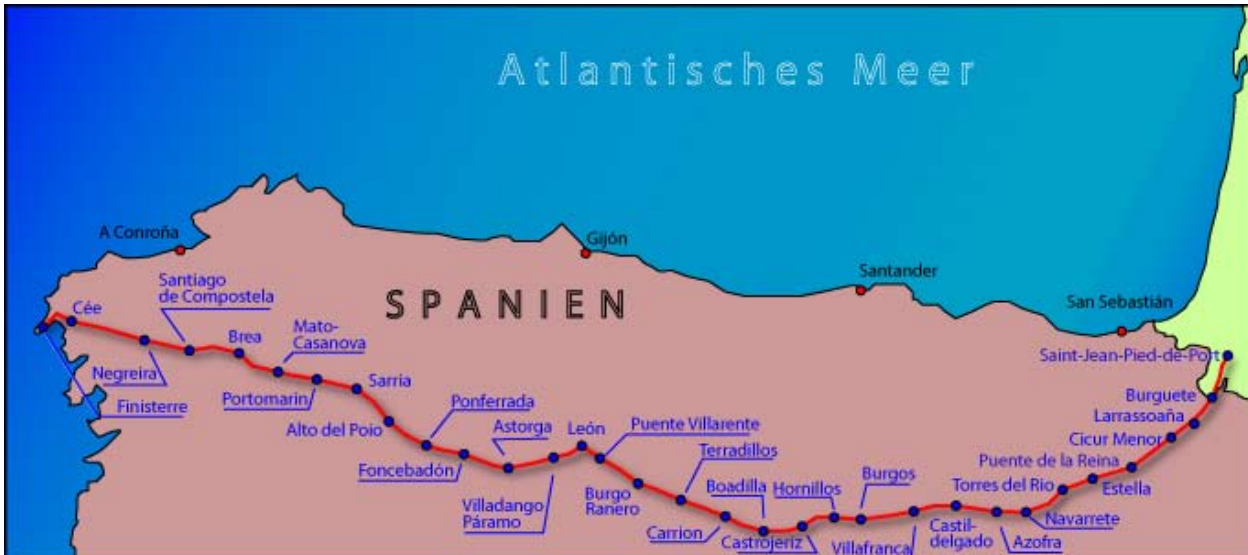 Atlantisches Meer
A Conroña
Gijón
Santander
San Sebastián
SPANIEN
Santiago
de Compostela
Cée
Brea
Mato-
Casanova
Negreira
Finisterre
Portomarin
Sarria
Alto del Poio
Ponferrada
Foncebadón
Astorga
Villadango
Páramo
León
Puente Villarente
Burgo
Ranero
Terradillos
Carrion
Boadilla
Castrojeriz
Hornillos
Burgos
Villafranca
Castil-
delgado
Azofra
Navarrete
Torres del Rio
Estella
Puente de la Reina
Cicur Menor
Larrassoaña
Burguete
Saint-Jean-Pied-de-Port